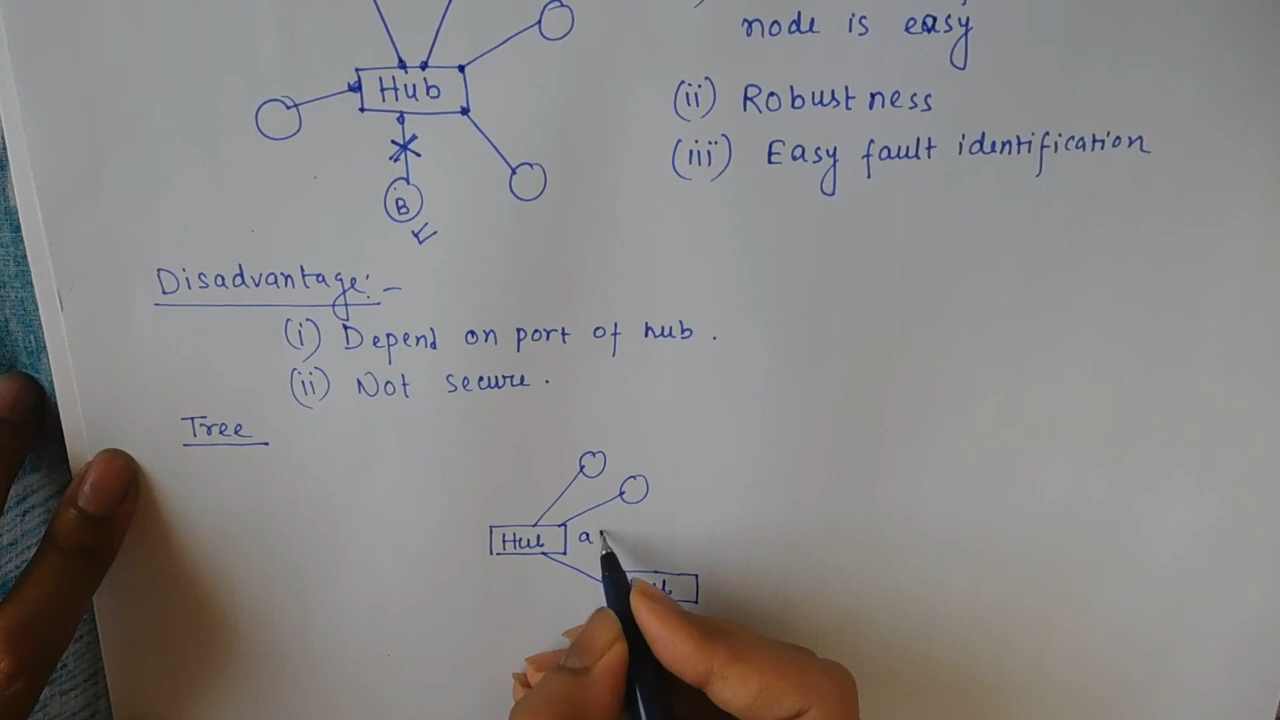 node is easy
Hub
(ii) Robustness
(iii) Easy fault identification
B
Disadvantage:-
(i) Depend on port of hub.
(ii) Not secure.
Tree
Hub
a